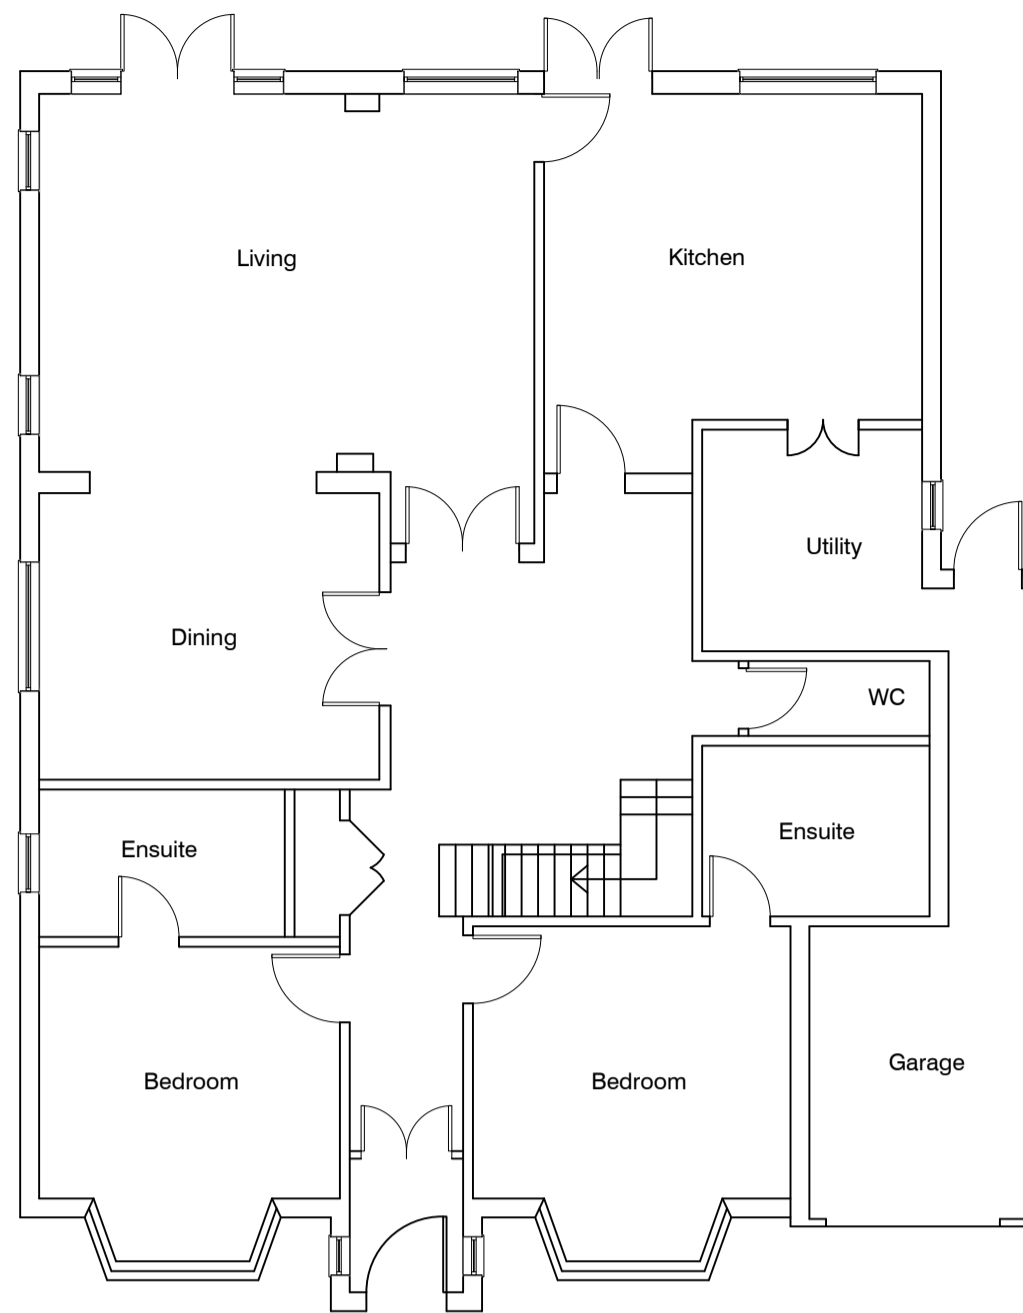 Living
Kitchen
Utility
Dining
WC
Ensuite
Ensuite
Bedroom
Bedroom
Garage